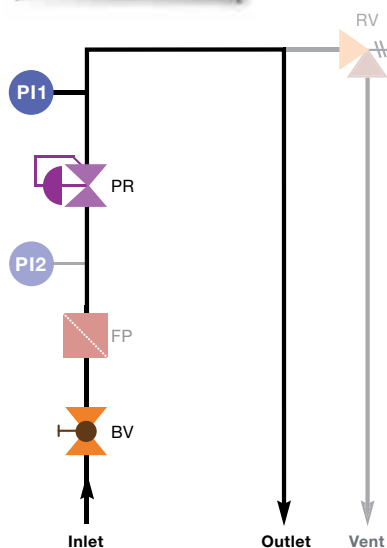 RV
PI1
PR
PI2
FP
BV
Inlet Outlet Vent